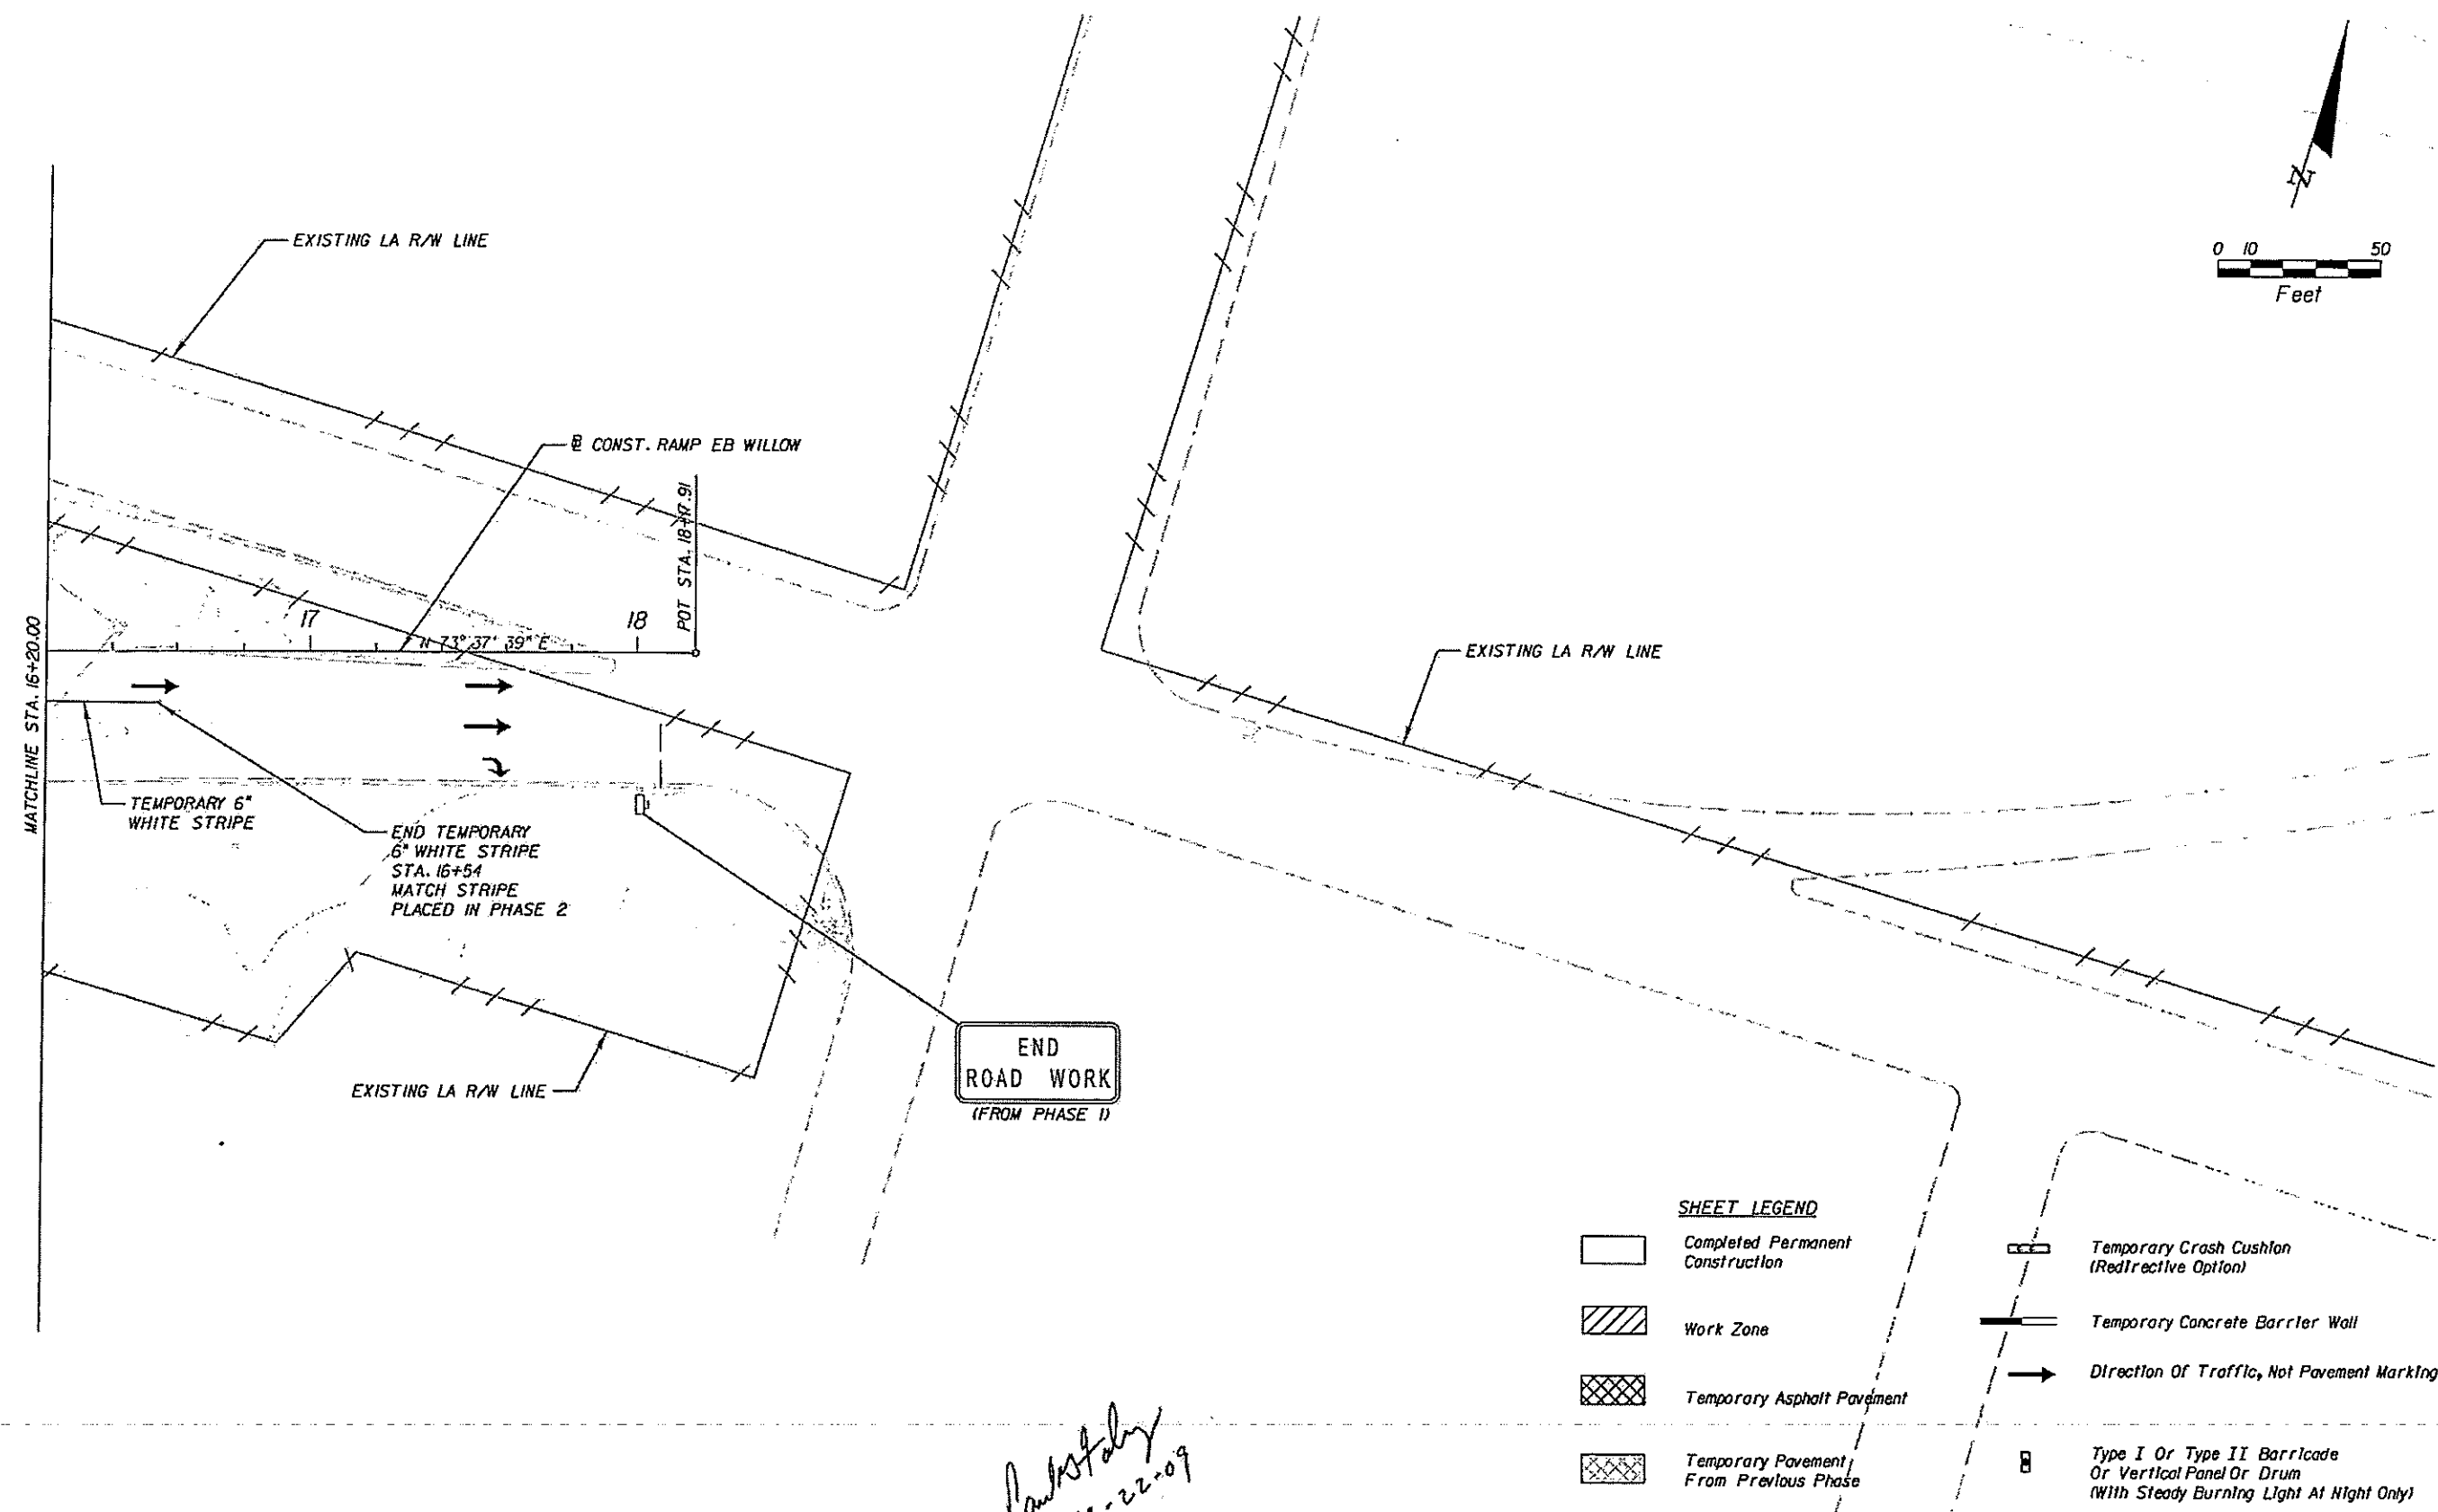 N
0 10 50
Feet
EXISTING LA R/W LINE
CONST. RAMP EB WILLOW
POT STA. 18+17.91
17
18
N 73° 37' 39" E
MATCHLINE STA. 16+20.00
EXISTING LA R/W LINE
TEMPORARY 6"
WHITE STRIPE
END TEMPORARY
6" WHITE STRIPE
STA. 16+54
MATCH STRIPE
PLACED IN PHASE 2
END
ROAD WORK
(FROM PHASE 1)
EXISTING LA R/W LINE
SHEET LEGEND
Completed Permanent
Construction
Work Zone
Temporary Asphalt Pavement
Temporary Pavement
From Previous Phase
Temporary Crash Cushion
(Redirective Option)
Temporary Concrete Barrier Wall
Direction Of Traffic, Not Pavement Marking
Type I Or Type II Barricade
Or Vertical Panel Or Drum
(With Steady Burning Light At Night Only)